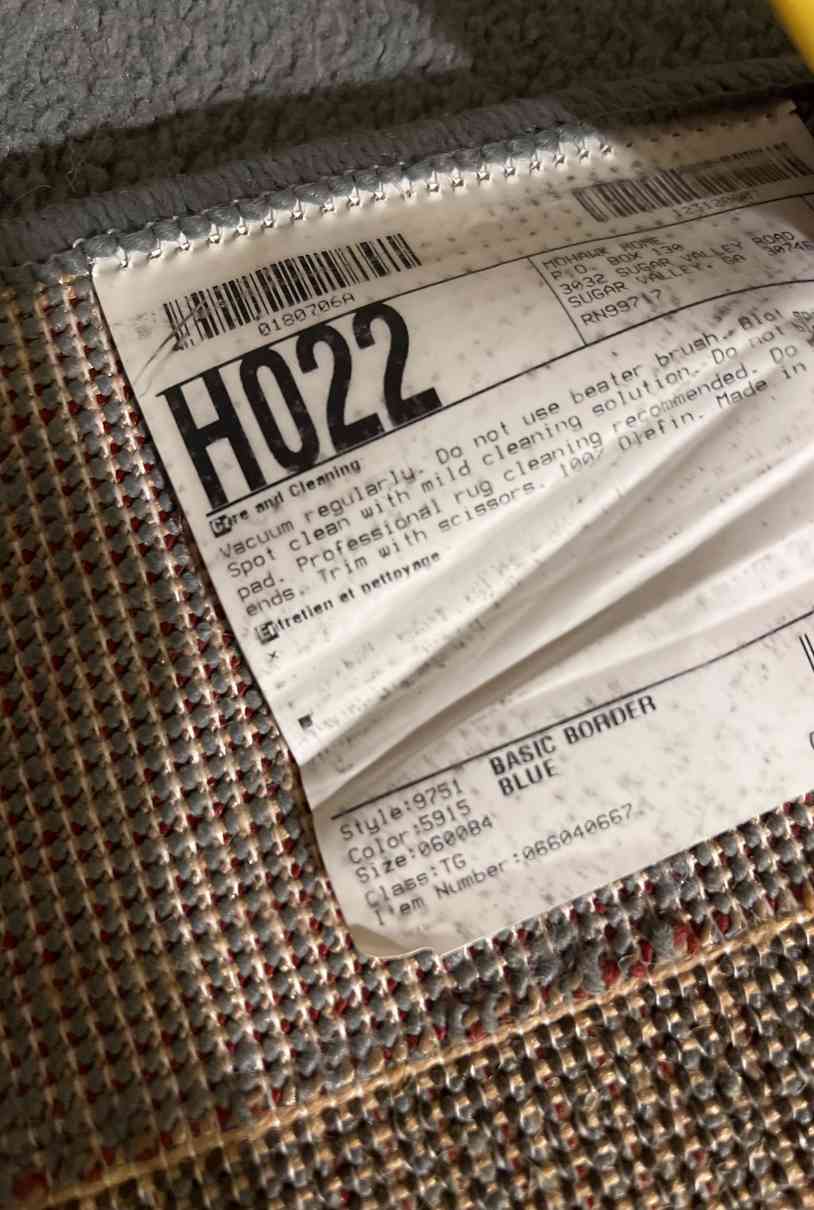 0180706A
H022
MOHAWK HOME
P.O. BOX 130
3032 SUGAR VALLEY ROAD
SUGAR VALLEY, GA 30746
RN99717
Care and Cleaning
Vacuum regularly. Do not use beater brush. Blot
Spot clean with mild cleaning solution. Do not
pad. Professional rug cleaning recommended. Do
ends. Trim with scissors. 100% Olefin. Made in
Entretien et nettoyage
x
Style:9751 BASIC BORDER
Color:5915 BLUE
Size:060084
Class:TG
Item Number:066040667